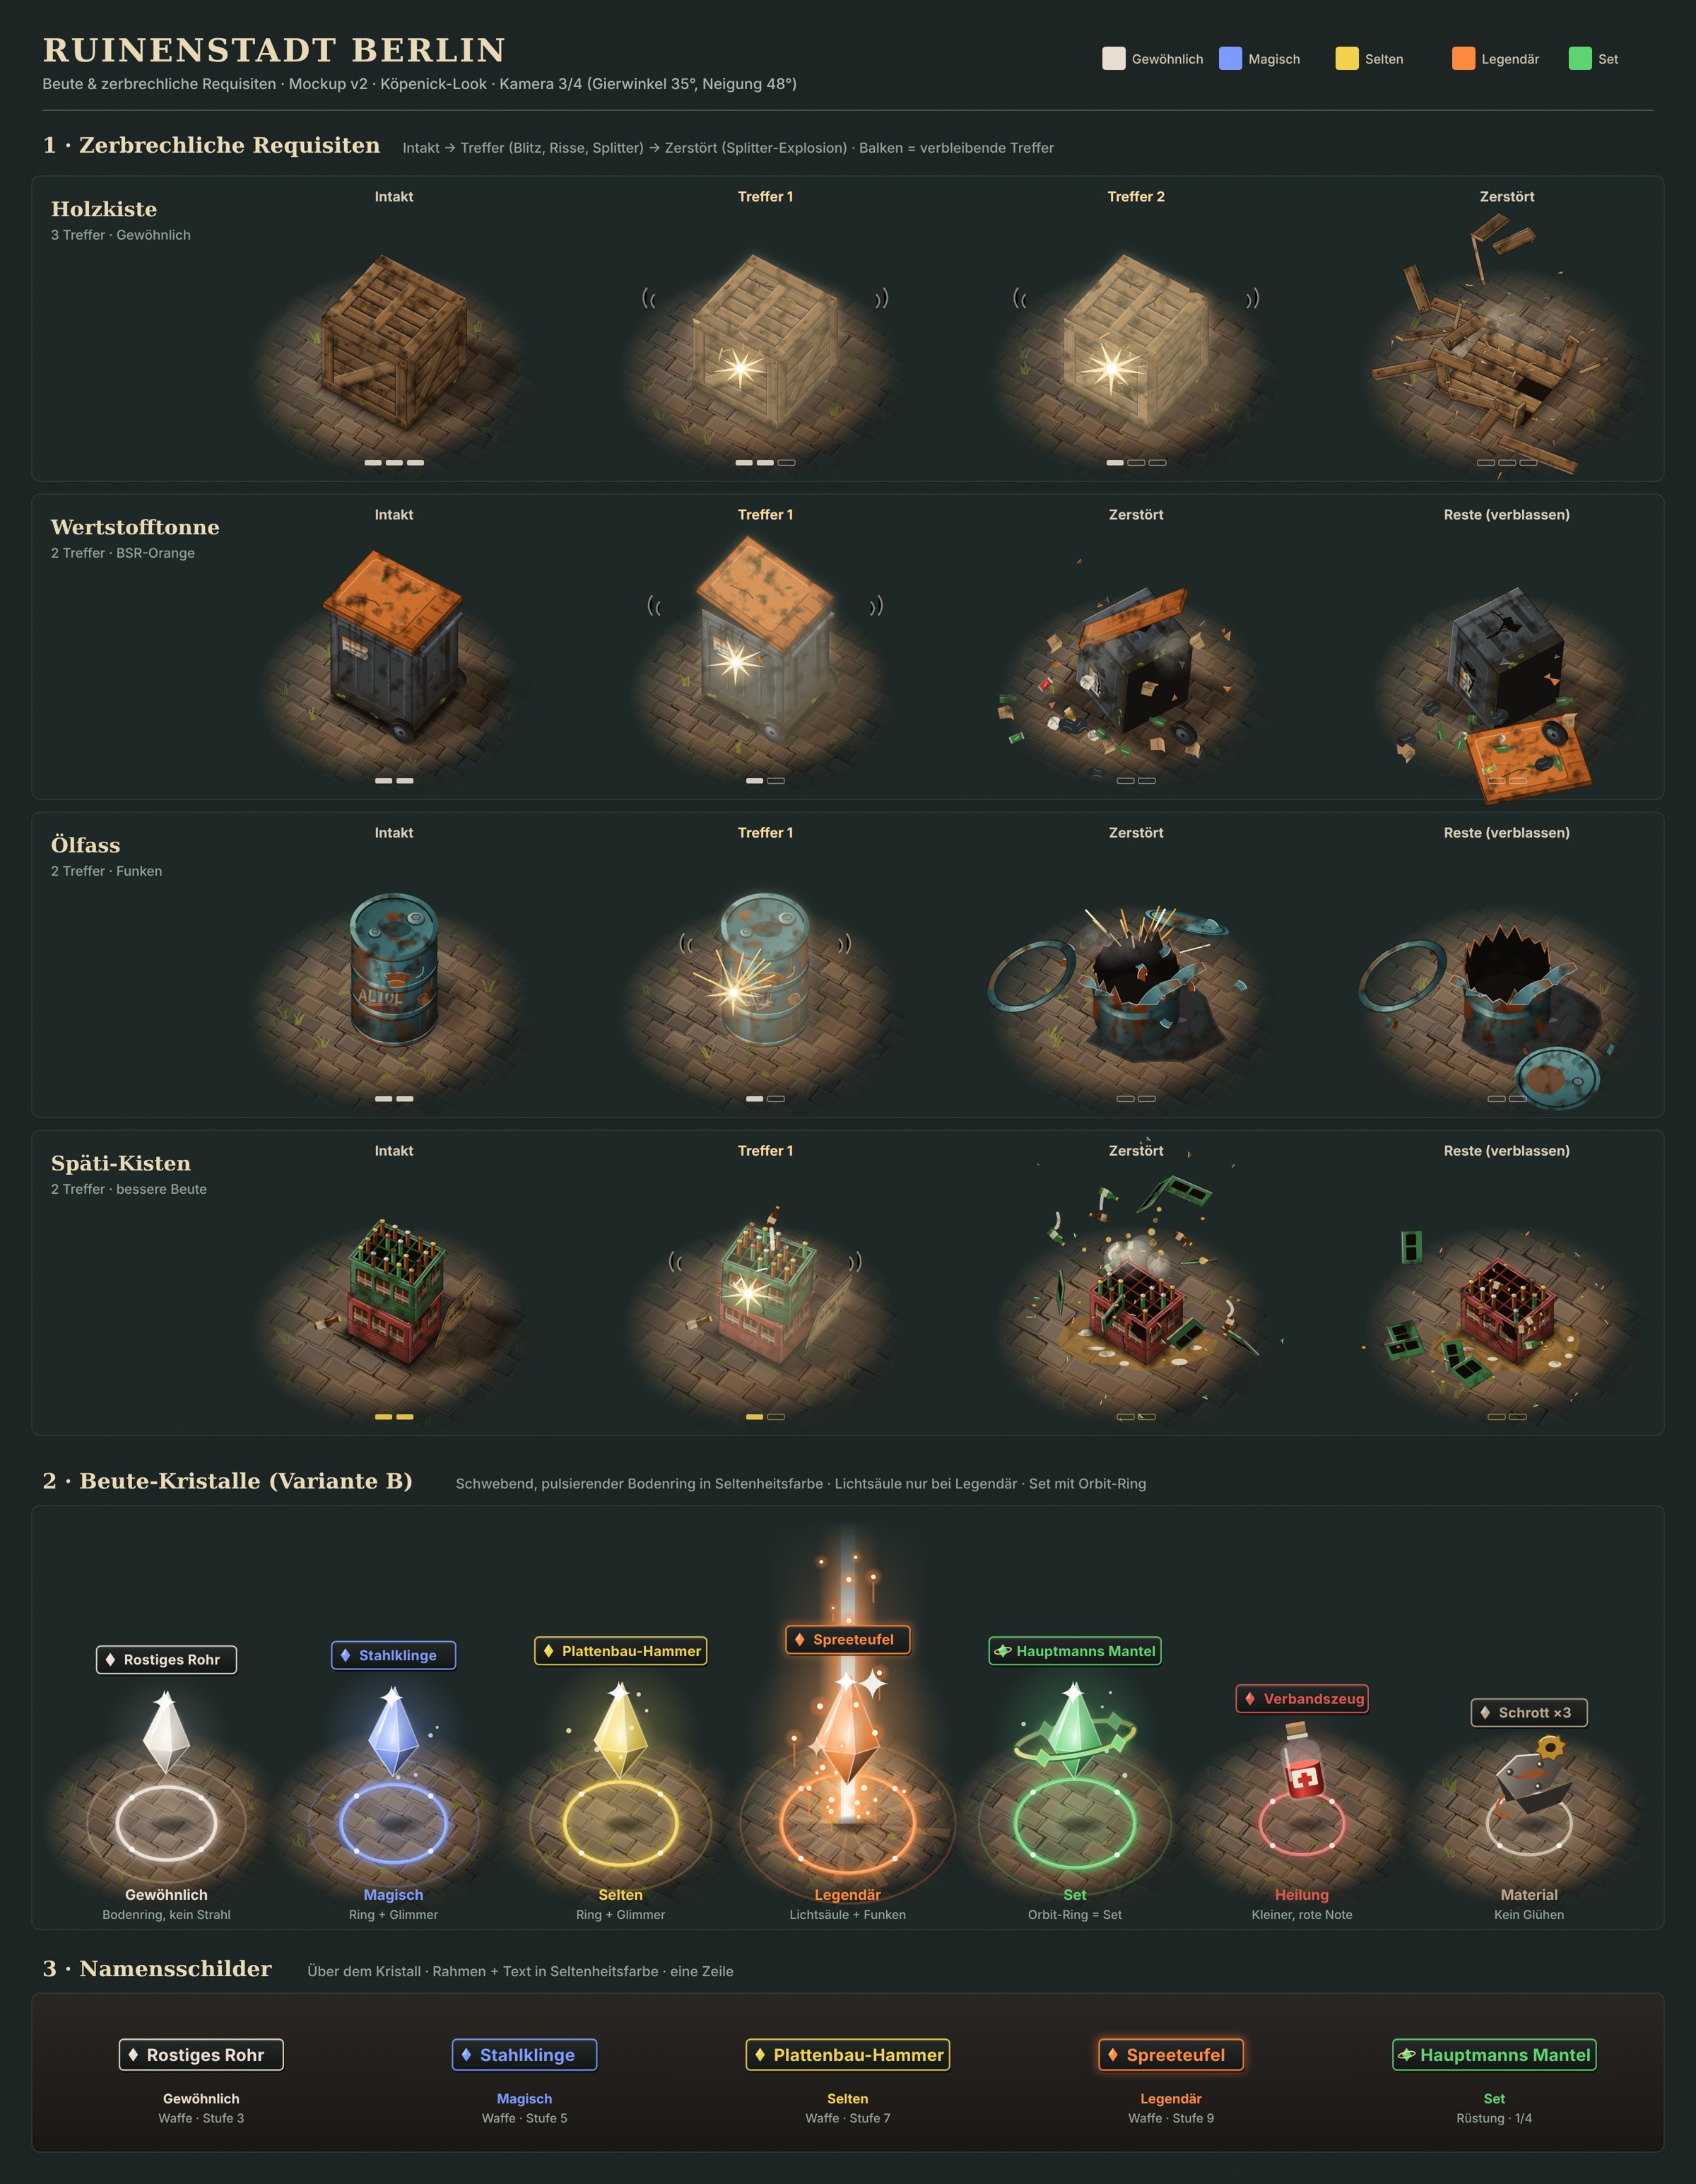 RUINENSTADT BERLIN
Beute & zerbrechliche Requisiten · Mockup v2 · Köpenick-Look · Kamera 3/4 (Gierwinkel 35°, Neigung 48°)
Gewöhnlich Magisch Selten Legendär Set
1 · Zerbrechliche Requisiten Intakt → Treffer (Blitz, Risse, Splitter) → Zerstört (Splitter-Explosion) · Balken = verbleibende Treffer
Holzkiste
3 Treffer · Gewöhnlich
Intakt Treffer 1 Treffer 2 Zerstört
Wertstofftonne
2 Treffer · BSR-Orange
Intakt Treffer 1 Zerstört Reste (verblassen)
Ölfass
2 Treffer · Funken
Intakt Treffer 1 Zerstört Reste (verblassen)
ALTÖL
Späti-Kisten
2 Treffer · bessere Beute
Intakt Treffer 1 Zerstört Reste (verblassen)
2 · Beute-Kristalle (Variante B) Schwebend, pulsierender Bodenring in Seltenheitsfarbe · Lichtsäule nur bei Legendär · Set mit Orbit-Ring
Rostiges Rohr
Stahlklinge
Plattenbau-Hammer
Spreeteufel
Hauptmanns Mantel
Verbandszeug
Schrott ×3
Gewöhnlich Magisch Selten Legendär Set Heilung Material
Bodenring, kein Strahl Ring + Glimmer Ring + Glimmer Lichtsäule + Funken Orbit-Ring = Set Kleiner, rote Note Kein Glühen
3 · Namensschilder Über dem Kristall · Rahmen + Text in Seltenheitsfarbe · eine Zeile
Rostiges Rohr Stahlklinge Plattenbau-Hammer Spreeteufel Hauptmanns Mantel
Gewöhnlich Magisch Selten Legendär Set
Waffe · Stufe 3 Waffe · Stufe 5 Waffe · Stufe 7 Waffe · Stufe 9 Rüstung · 1/4